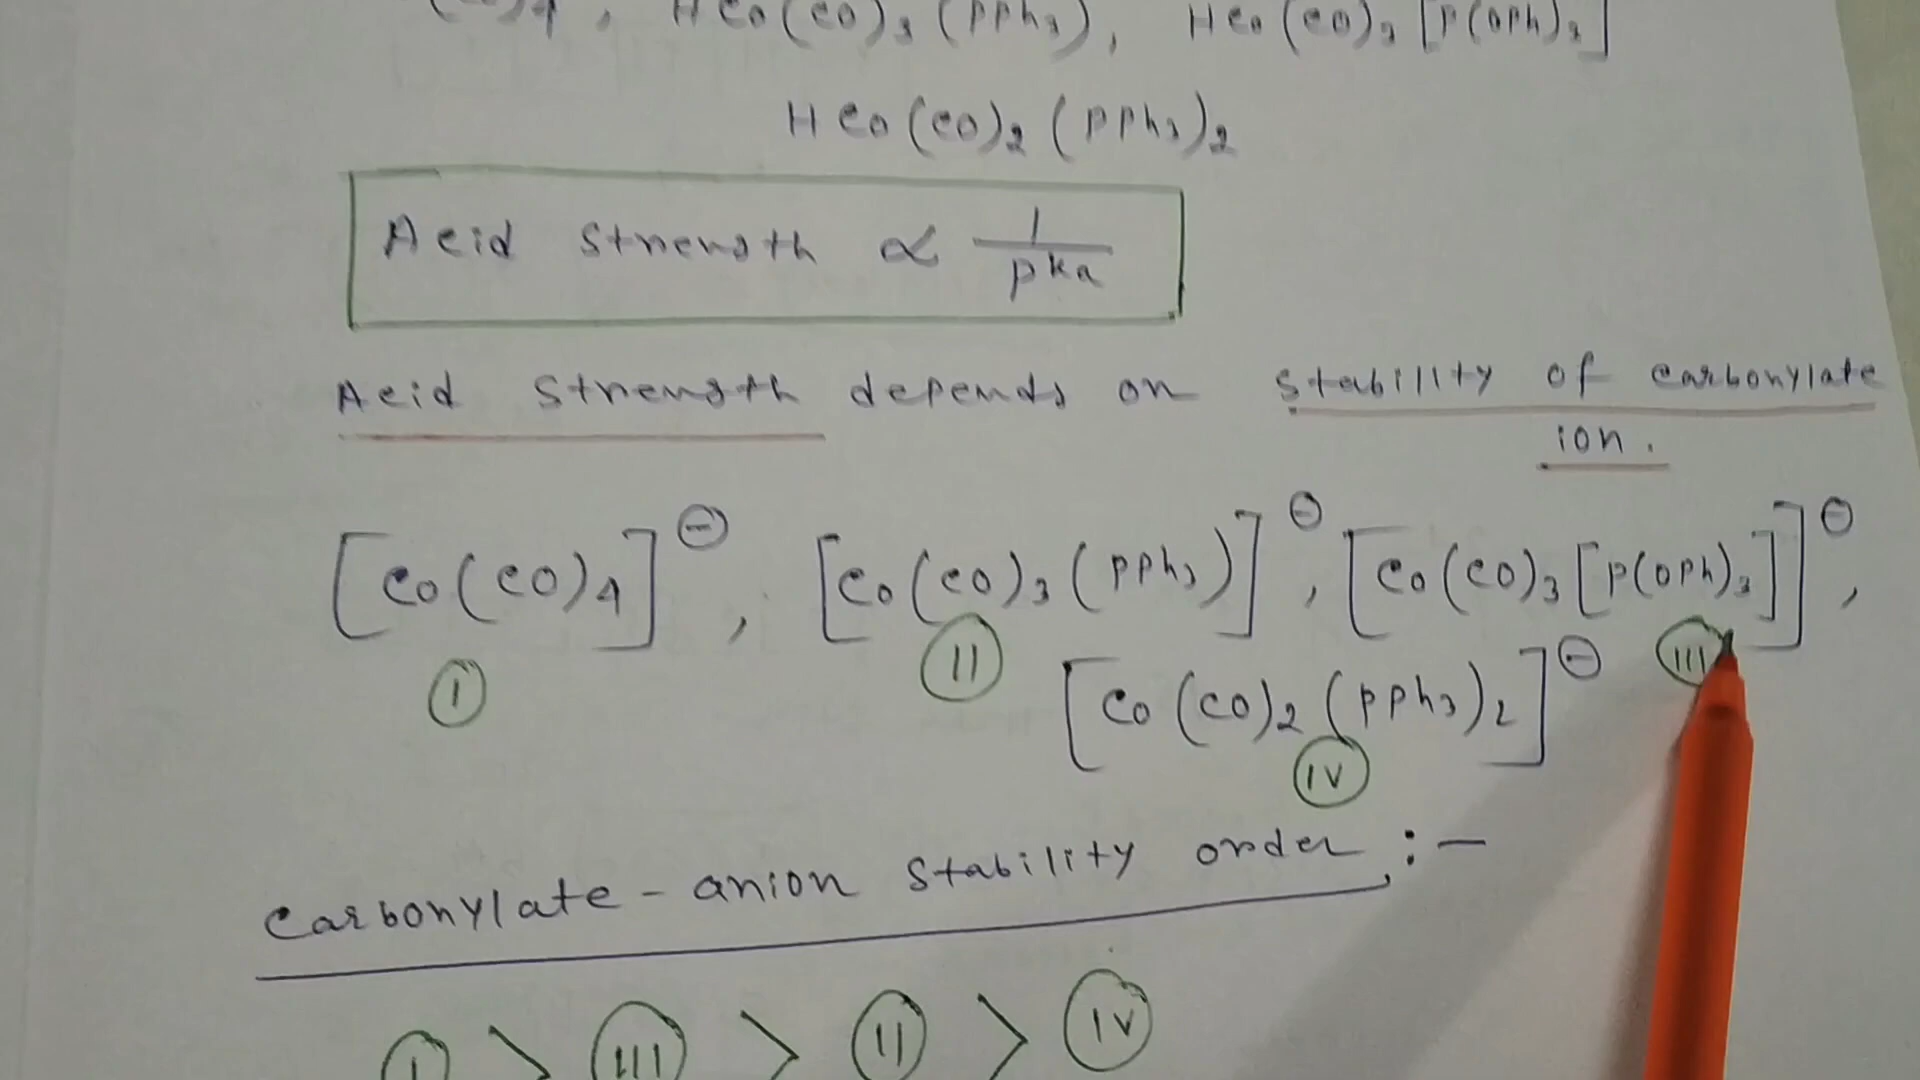 (CO)4, HCo(CO)3(PPh3), HCo(CO)3[P(OPh)3]
HCo(CO)2(PPh3)2
Acid strength ∝ 1/pKa
Acid strength depends on stability of carbonylate
ion.
[Co(CO)4]⊖, [Co(CO)3(PPh3)]⊖, [Co(CO)3[P(OPh)3]]⊖,
I II III
[Co(CO)2(PPh3)2]⊖
IV
Carbonylate-anion stability order :-
I > III > II > IV